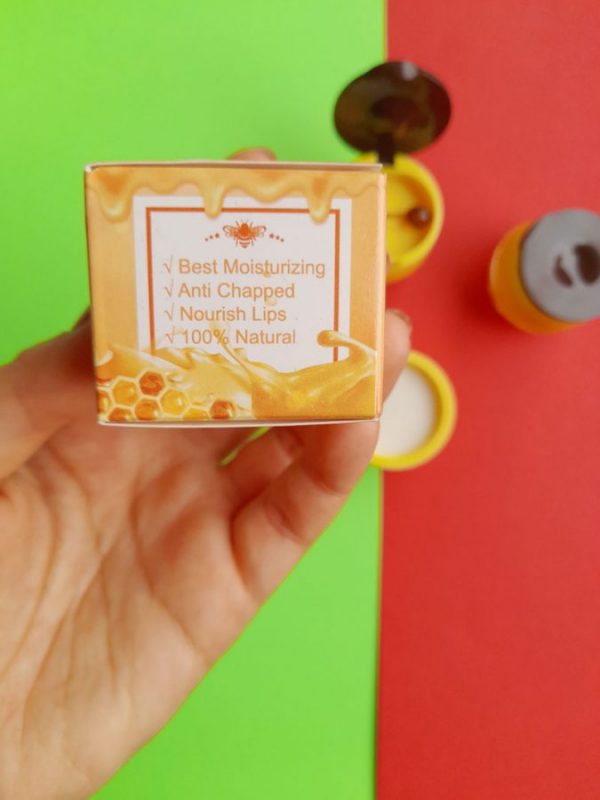 √ Best Moisturizing
√ Anti Chapped
√ Nourish Lips
√ 100% Natural